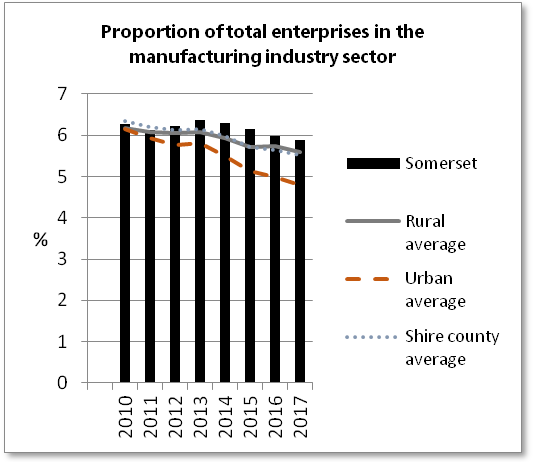 Proportion of total enterprises in the
manufacturing industry sector
7
6
5
4
3
2
1
0
%
2010
2011
2012
2013
2014
2015
2016
2017
Somerset
Rural
average
Urban
average
Shire county
average